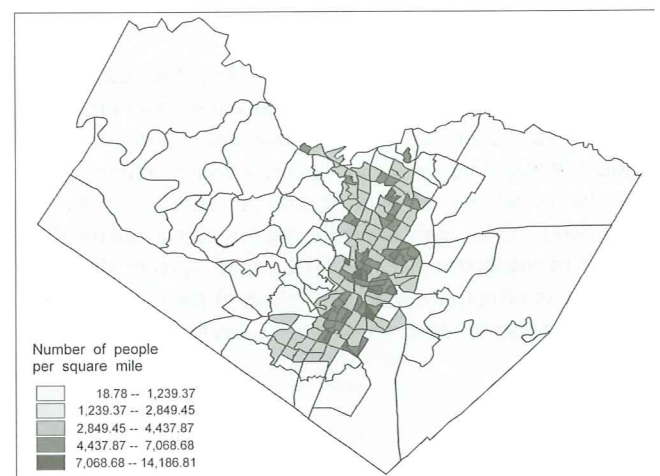 Number of people
per square mile
18.78 -- 1,239.37
1,239.37 -- 2,849.45
2,849.45 -- 4,437.87
4,437.87 -- 7,068.68
7,068.68 -- 14,186.81